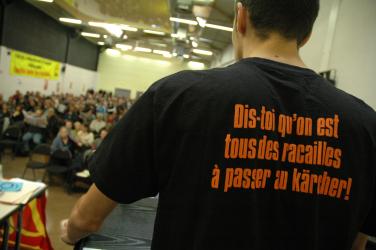 Dis-toi qu'on est
tous des racailles
à passer au kärcher!